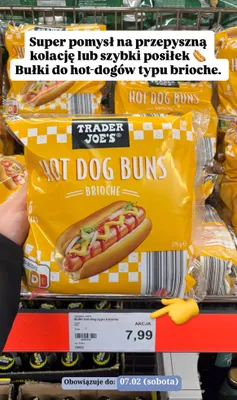 Super pomysł na przepyszną
kolację lub szybki posiłek 🌭
Bułki do hot-dogów typu brioche.
HOT DOG BUNS
BRIOCHE
TRADER
JOE'S
HOT DOG BUNS
BRIOCHE
AKCJA
7,99
Obowiązuje do: 07.02 (sobota)